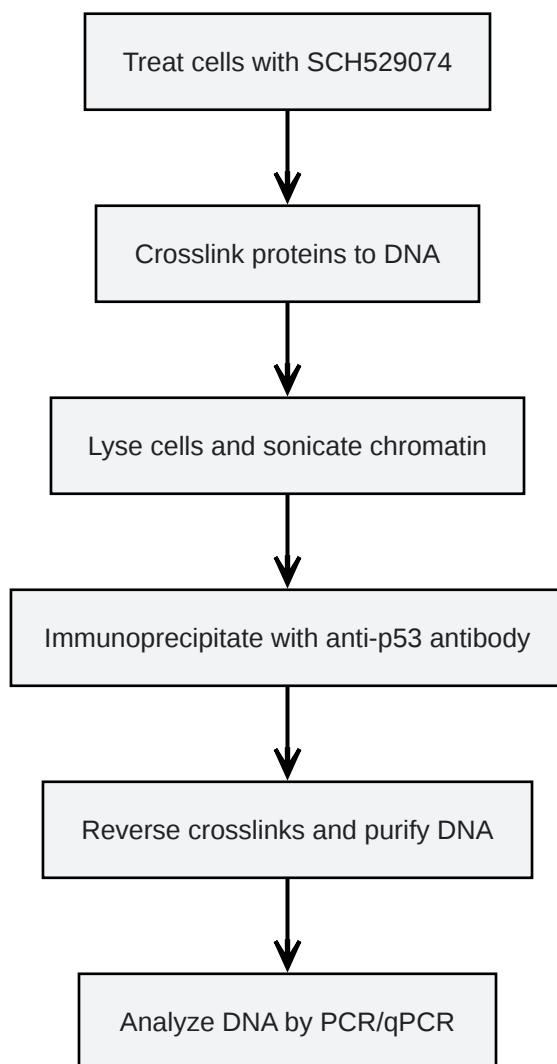 Treat cells with SCH529074
Crosslink proteins to DNA
Lyse cells and sonicate chromatin
Immunoprecipitate with anti-p53 antibody
Reverse crosslinks and purify DNA
Analyze DNA by PCR/qPCR